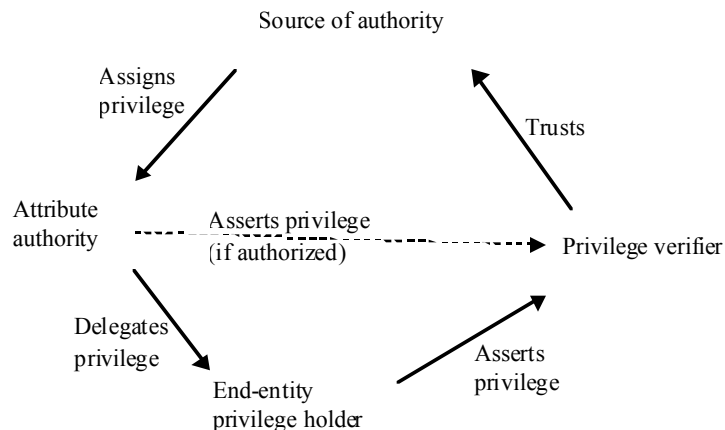 Source of authority
Assigns
privilege
Trusts
Attribute
authority
Asserts privilege
(if authorized)
Privilege verifier
Delegates
privilege
Asserts
privilege
End-entity
privilege holder